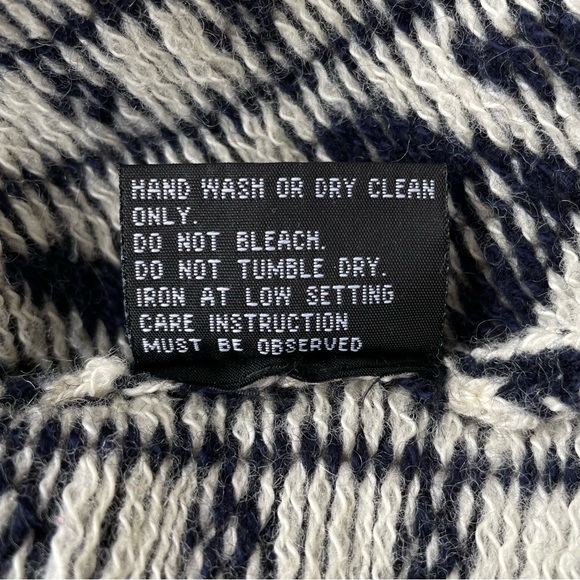 HAND WASH OR DRY CLEAN
ONLY.
DO NOT BLEACH.
DO NOT TUMBLE DRY.
IRON AT LOW SETTING
CARE INSTRUCTION
MUST BE OBSERVED